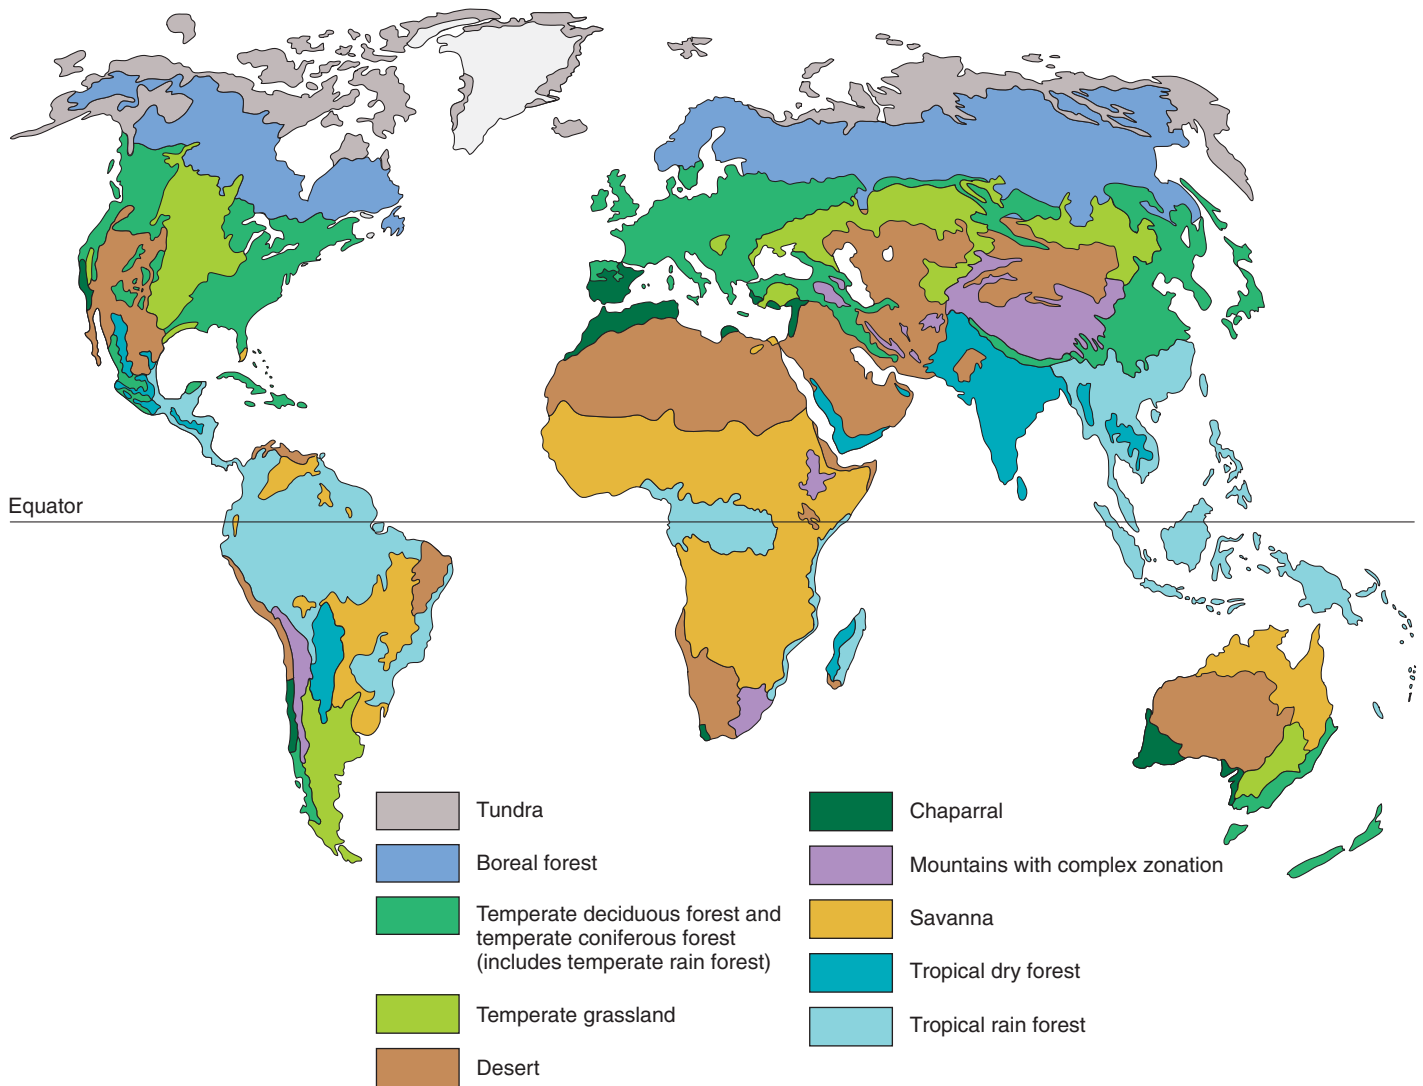 Equator
Tundra
Boreal forest
Temperate deciduous forest and
temperate coniferous forest
(includes temperate rain forest)
Temperate grassland
Desert
Chaparral
Mountains with complex zonation
Savanna
Tropical dry forest
Tropical rain forest